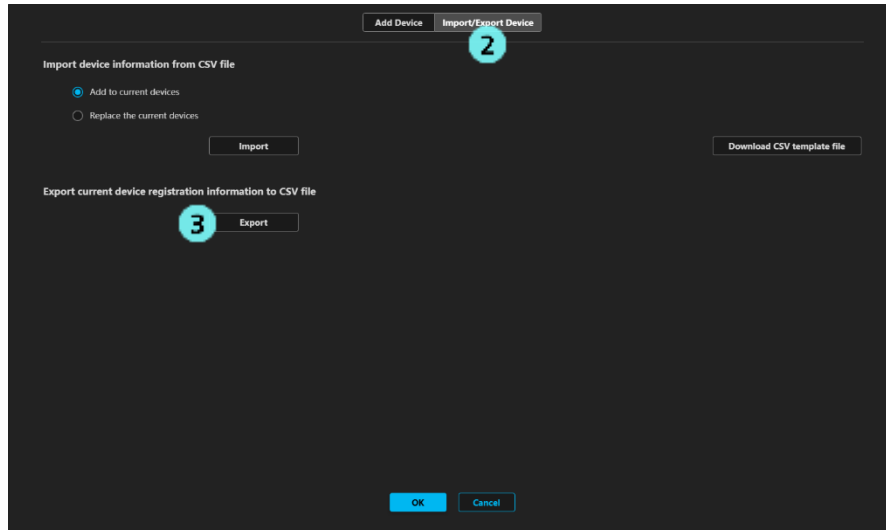 Add Device Import/Export Device
2
Import device information from CSV file
Add to current devices
Replace the current devices
Import Download CSV template file
Export current device registration information to CSV file
3 Export
OK Cancel